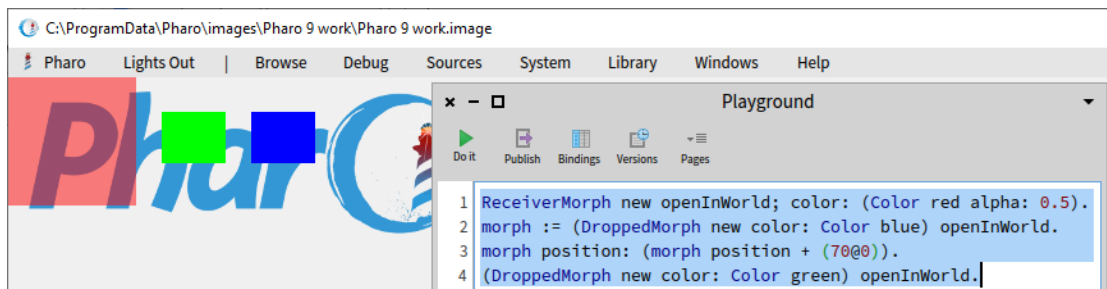 C:\ProgramData\Pharo\images\Pharo 9 work\Pharo 9 work.image
Pharo Lights Out | Browse Debug Sources System Library Windows Help
Pharo
Playground
Do it Publish Bindings Versions Pages
1 ReceiverMorph new openInWorld; color: (Color red alpha: 0.5).
2 morph := (DroppedMorph new color: Color blue) openInWorld.
3 morph position: (morph position + (70@0)).
4 (DroppedMorph new color: Color green) openInWorld.